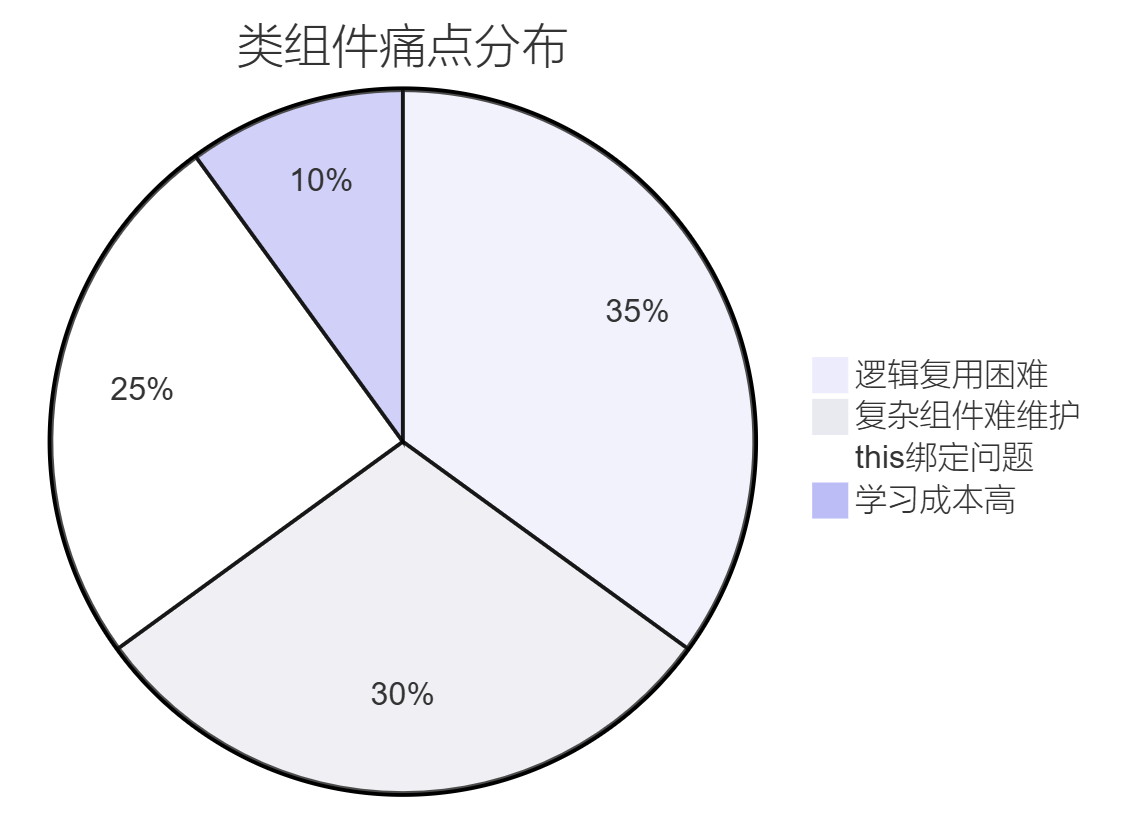 类组件痛点分布
10%
35%
25%
30%
逻辑复用困难
复杂组件难维护
this绑定问题
学习成本高